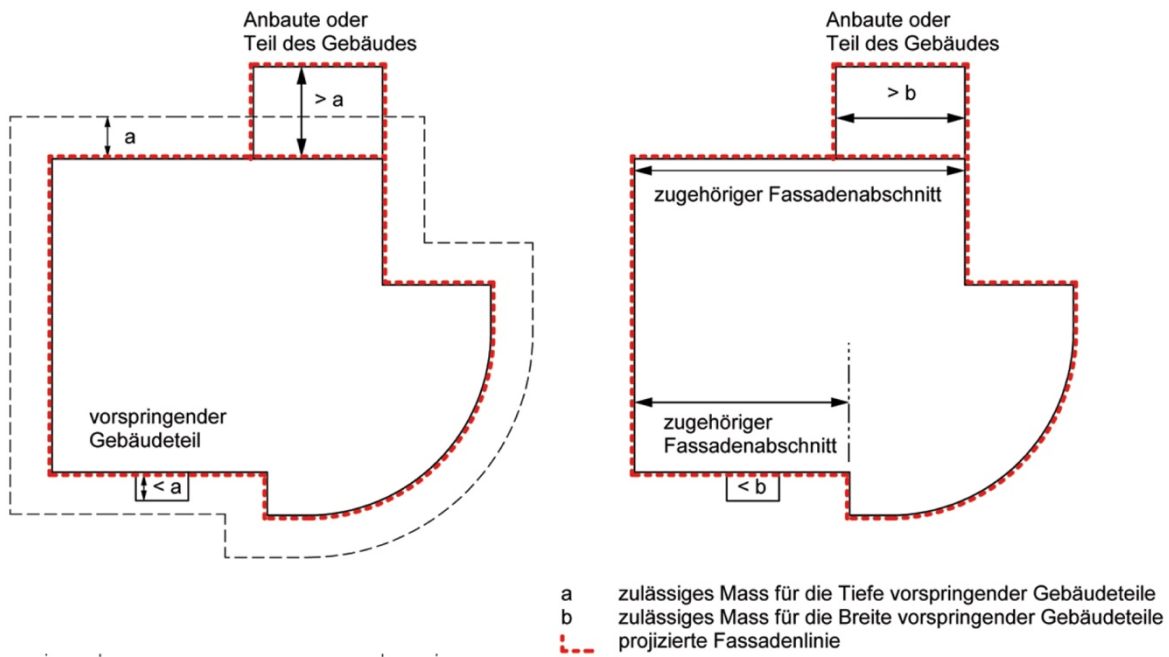 Anbaute oder
Teil des Gebäudes
> a
a
vorspringender
Gebäudeteil
< a
Anbaute oder
Teil des Gebäudes
> b
zugehöriger Fassadenabschnitt
zugehöriger
Fassadenabschnitt
< b
a zulässiges Mass für die Tiefe vorspringender Gebäudeteile
b zulässiges Mass für die Breite vorspringender Gebäudeteile
projizierte Fassadenlinie